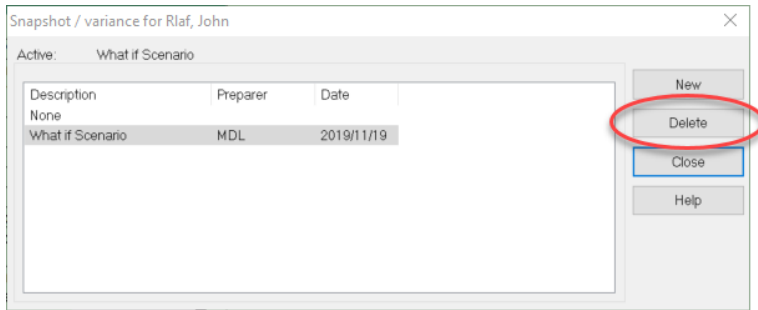 Snapshot / variance for Rlaf, John
Active: What if Scenario
Description Preparer Date
None
What if Scenario MDL 2019/11/19
New
Delete
Close
Help